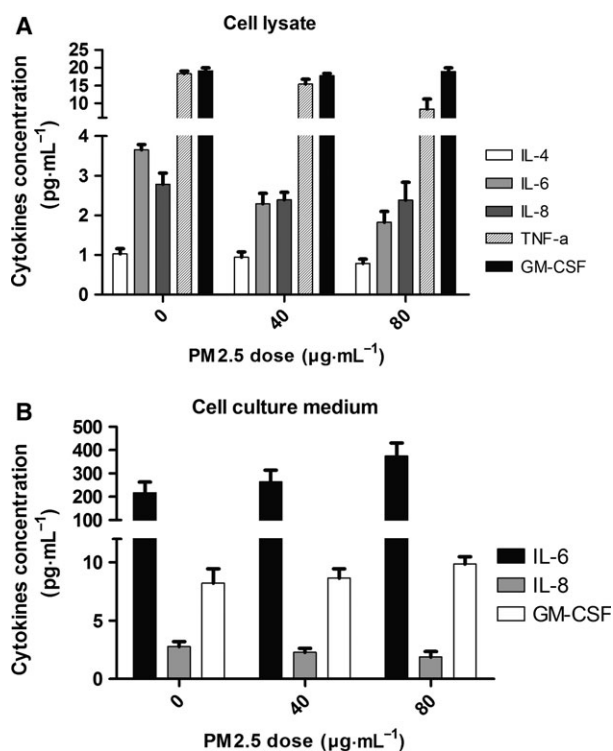 A
Cell lysate
Cytokines concentration
(pg·mL⁻¹)
25
20
15
10
4
3
2
1
0
0
40
80
PM2.5 dose (µg·mL⁻¹)
IL-4
IL-6
IL-8
TNF-a
GM-CSF
B
Cell culture medium
Cytokines concentration
(pg·mL⁻¹)
500
400
300
200
100
10
5
0
0
40
80
PM2.5 dose (µg·mL⁻¹)
IL-6
IL-8
GM-CSF